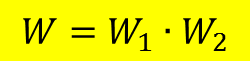 W = W₁ · W₂